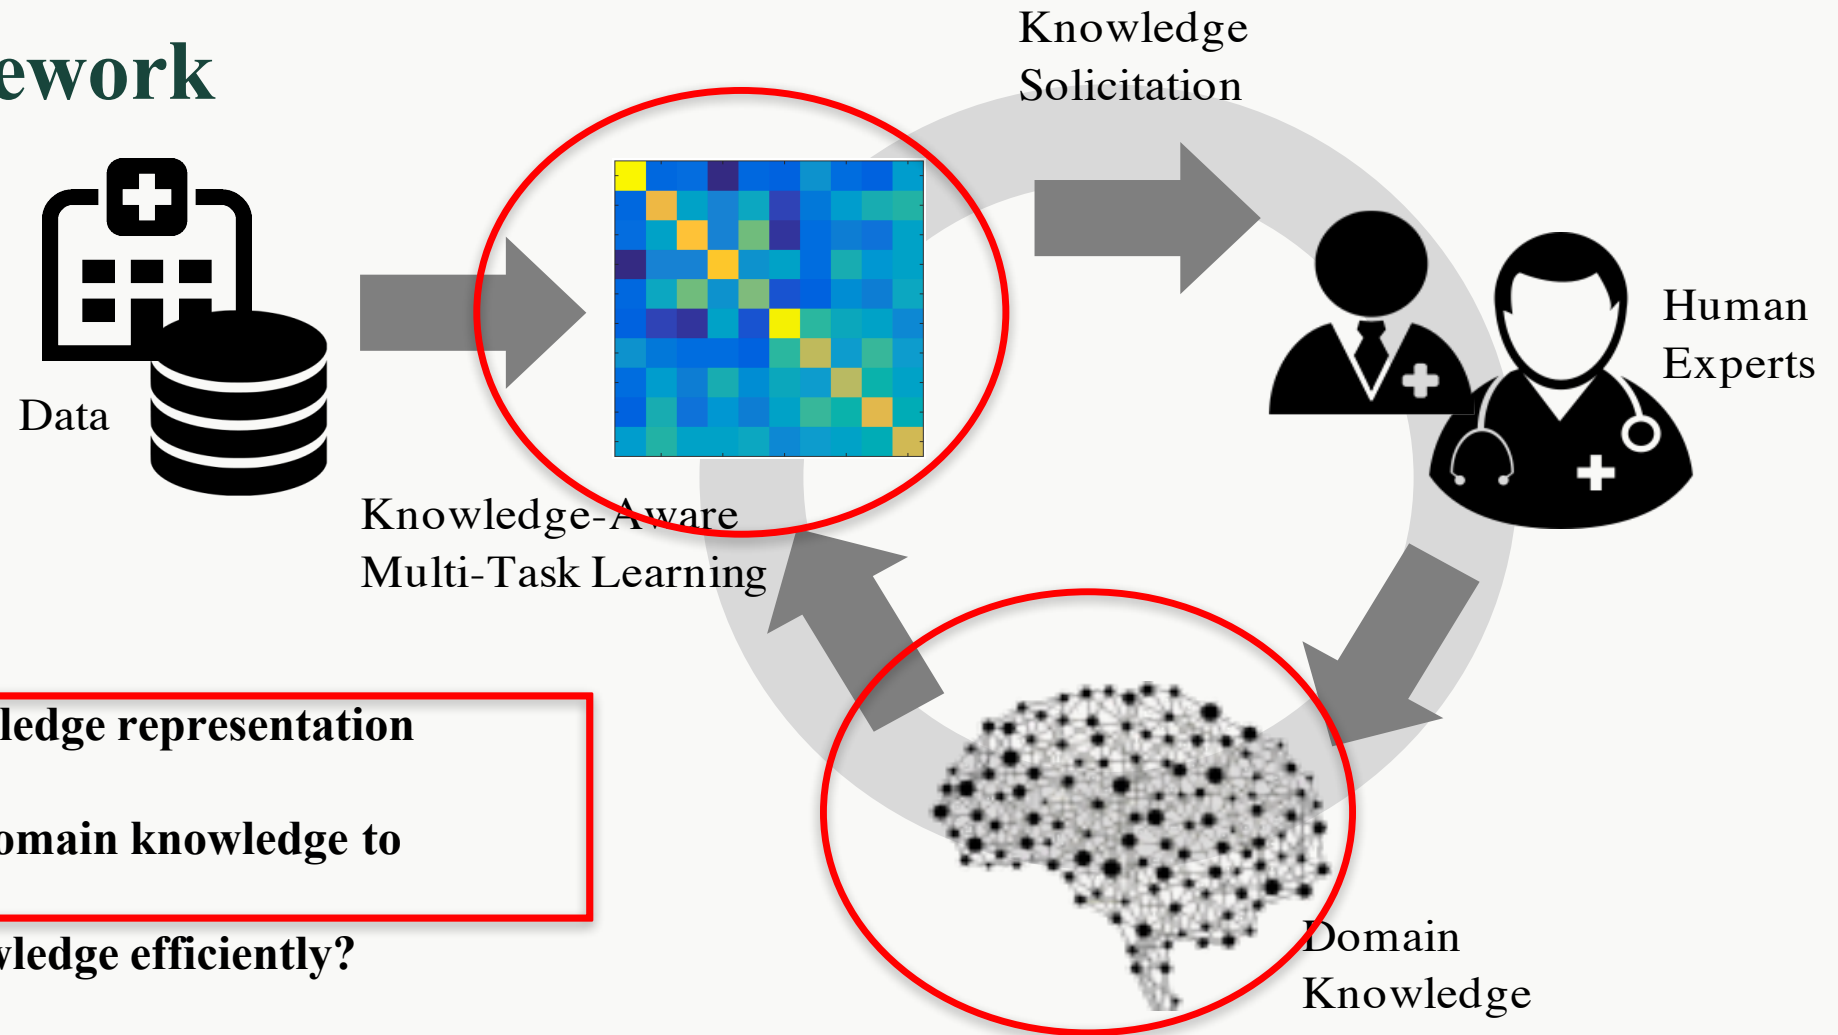 ework
Knowledge
Solicitation
Human
Experts
Data
Knowledge-Aware
Multi-Task Learning
ledge representation
omain knowledge to
wledge efficiently?
Domain
Knowledge